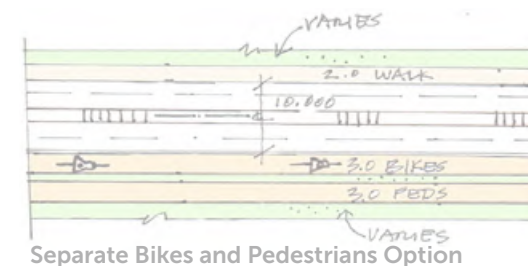 VARIES
2.0 WALK
10.000
3.0 BIKES
3.0 PEDS
VARIES
Separate Bikes and Pedestrians Option